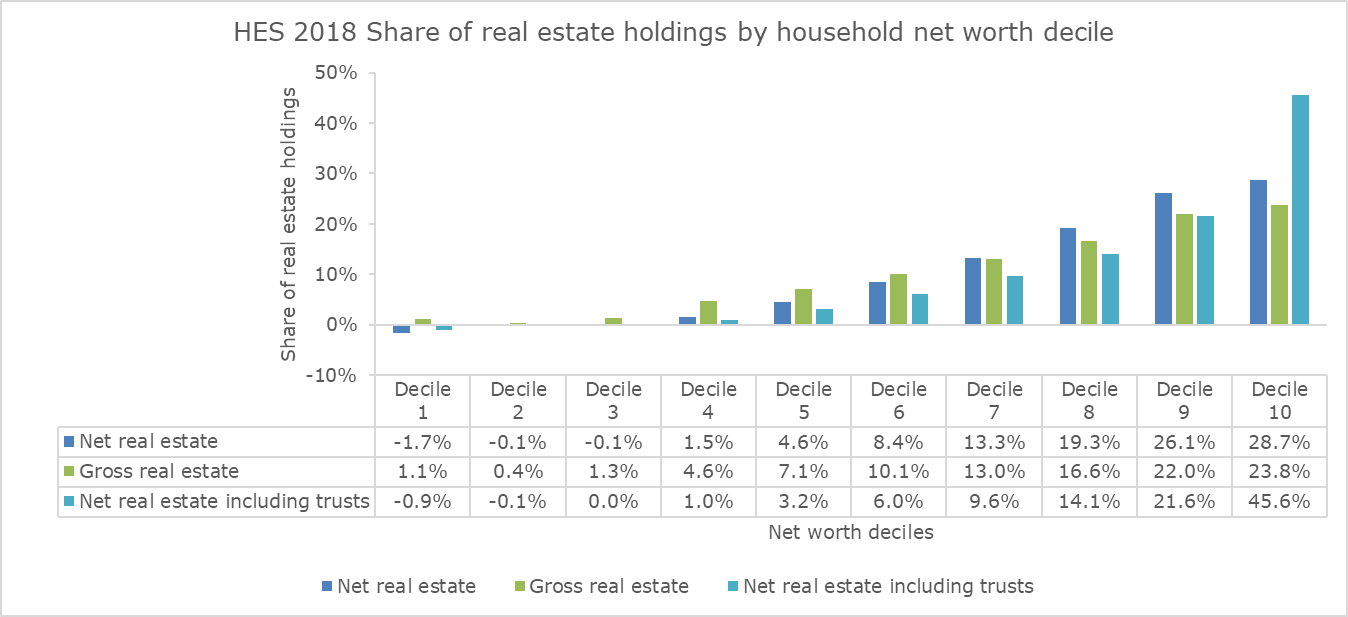 HES 2018 Share of real estate holdings by household net worth decile
Share of real estate holdings
50%
40%
30%
20%
10%
0%
-10%
Decile 1 Decile 2 Decile 3 Decile 4 Decile 5 Decile 6 Decile 7 Decile 8 Decile 9 Decile 10
Net real estate -1.7% -0.1% -0.1% 1.5% 4.6% 8.4% 13.3% 19.3% 26.1% 28.7%
Gross real estate 1.1% 0.4% 1.3% 4.6% 7.1% 10.1% 13.0% 16.6% 22.0% 23.8%
Net real estate including trusts -0.9% -0.1% 0.0% 1.0% 3.2% 6.0% 9.6% 14.1% 21.6% 45.6%
Net worth deciles
Net real estate Gross real estate Net real estate including trusts